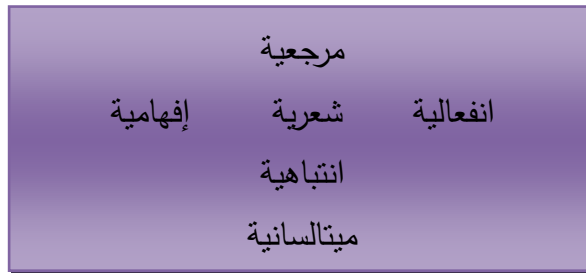 مرجعية
انفعالية شعرية إفهامية
انتباهية
ميتالسانية